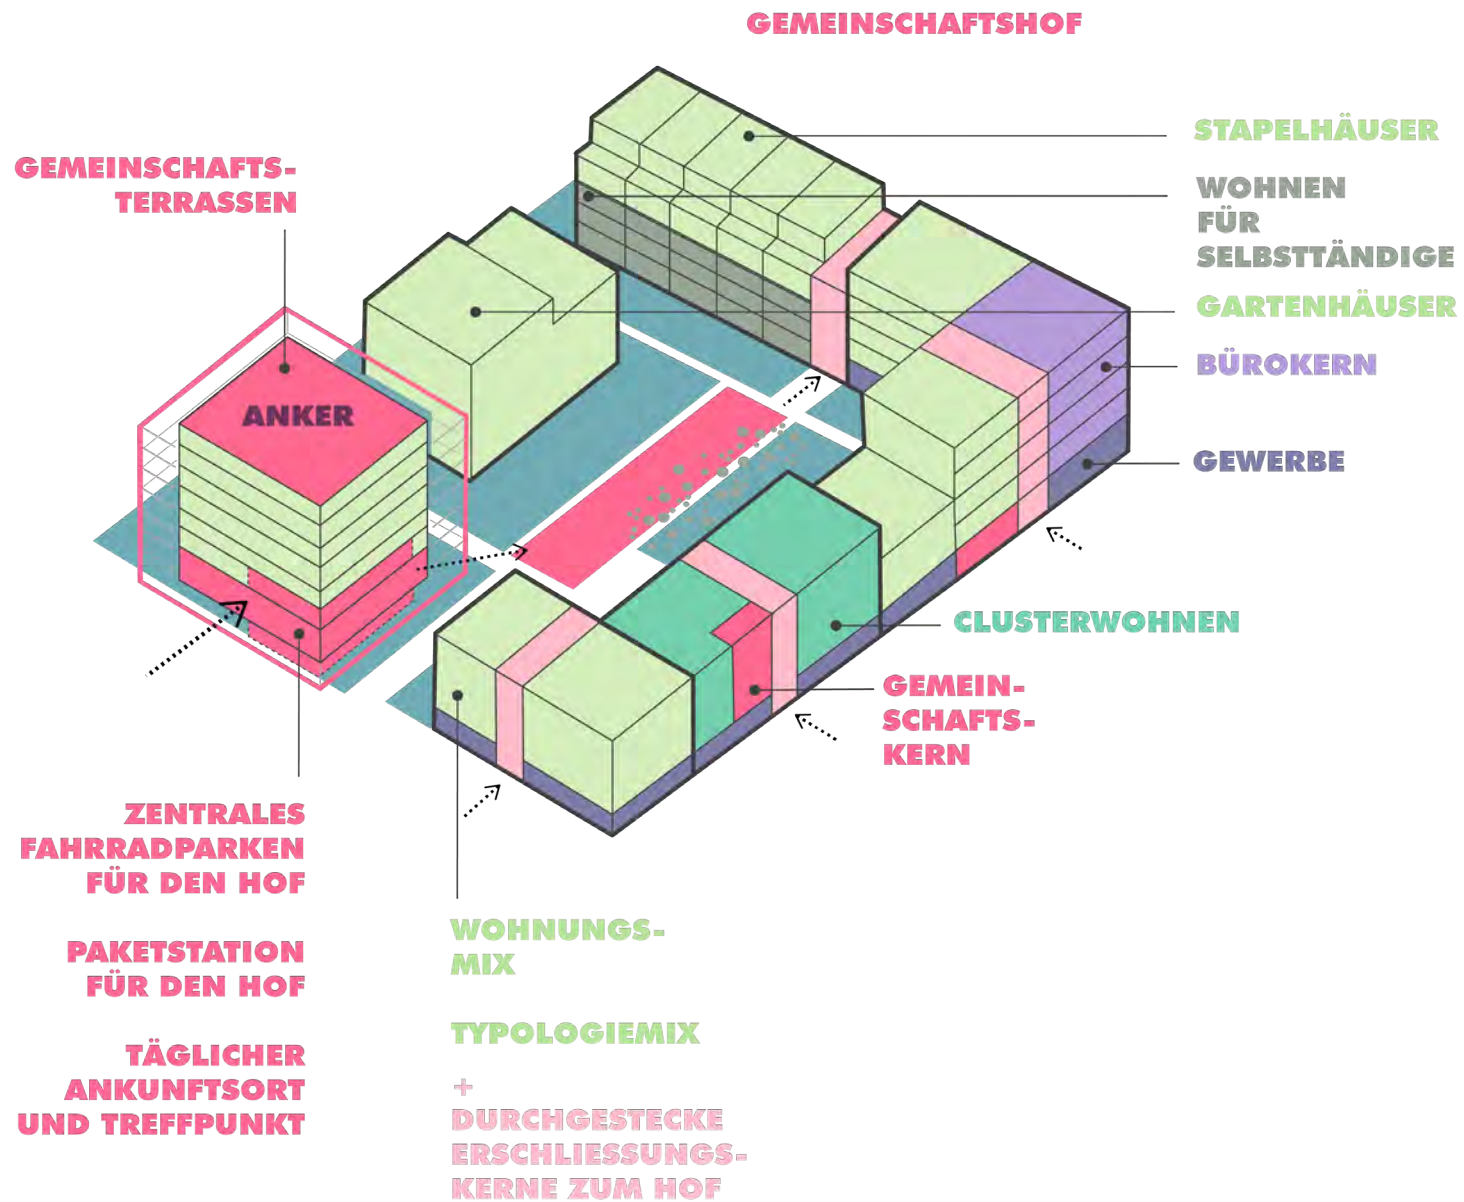 GEMEINSCHAFTSHOF
STAPELHÄUSER
WOHNEN
FÜR
SELBSTTÄNDIGE
GARTENHÄUSER
BÜROKERN
GEWERBE
GEMEINSCHAFTS-
TERRASSEN
ANKER
CLUSTERWOHNEN
GEMEIN-
SCHAFTS-
KERN
ZENTRALES
FAHRRADPARKEN
FÜR DEN HOF
PAKETSTATION
FÜR DEN HOF
TÄGLICHER
ANKUNFTSORT
UND TREFFPUNKT
WOHNUNGS-
MIX
TYPOLOGIEMIX
+
DURCHGESTECKE
ERSCHLIESSUNGS-
KERNE ZUM HOF